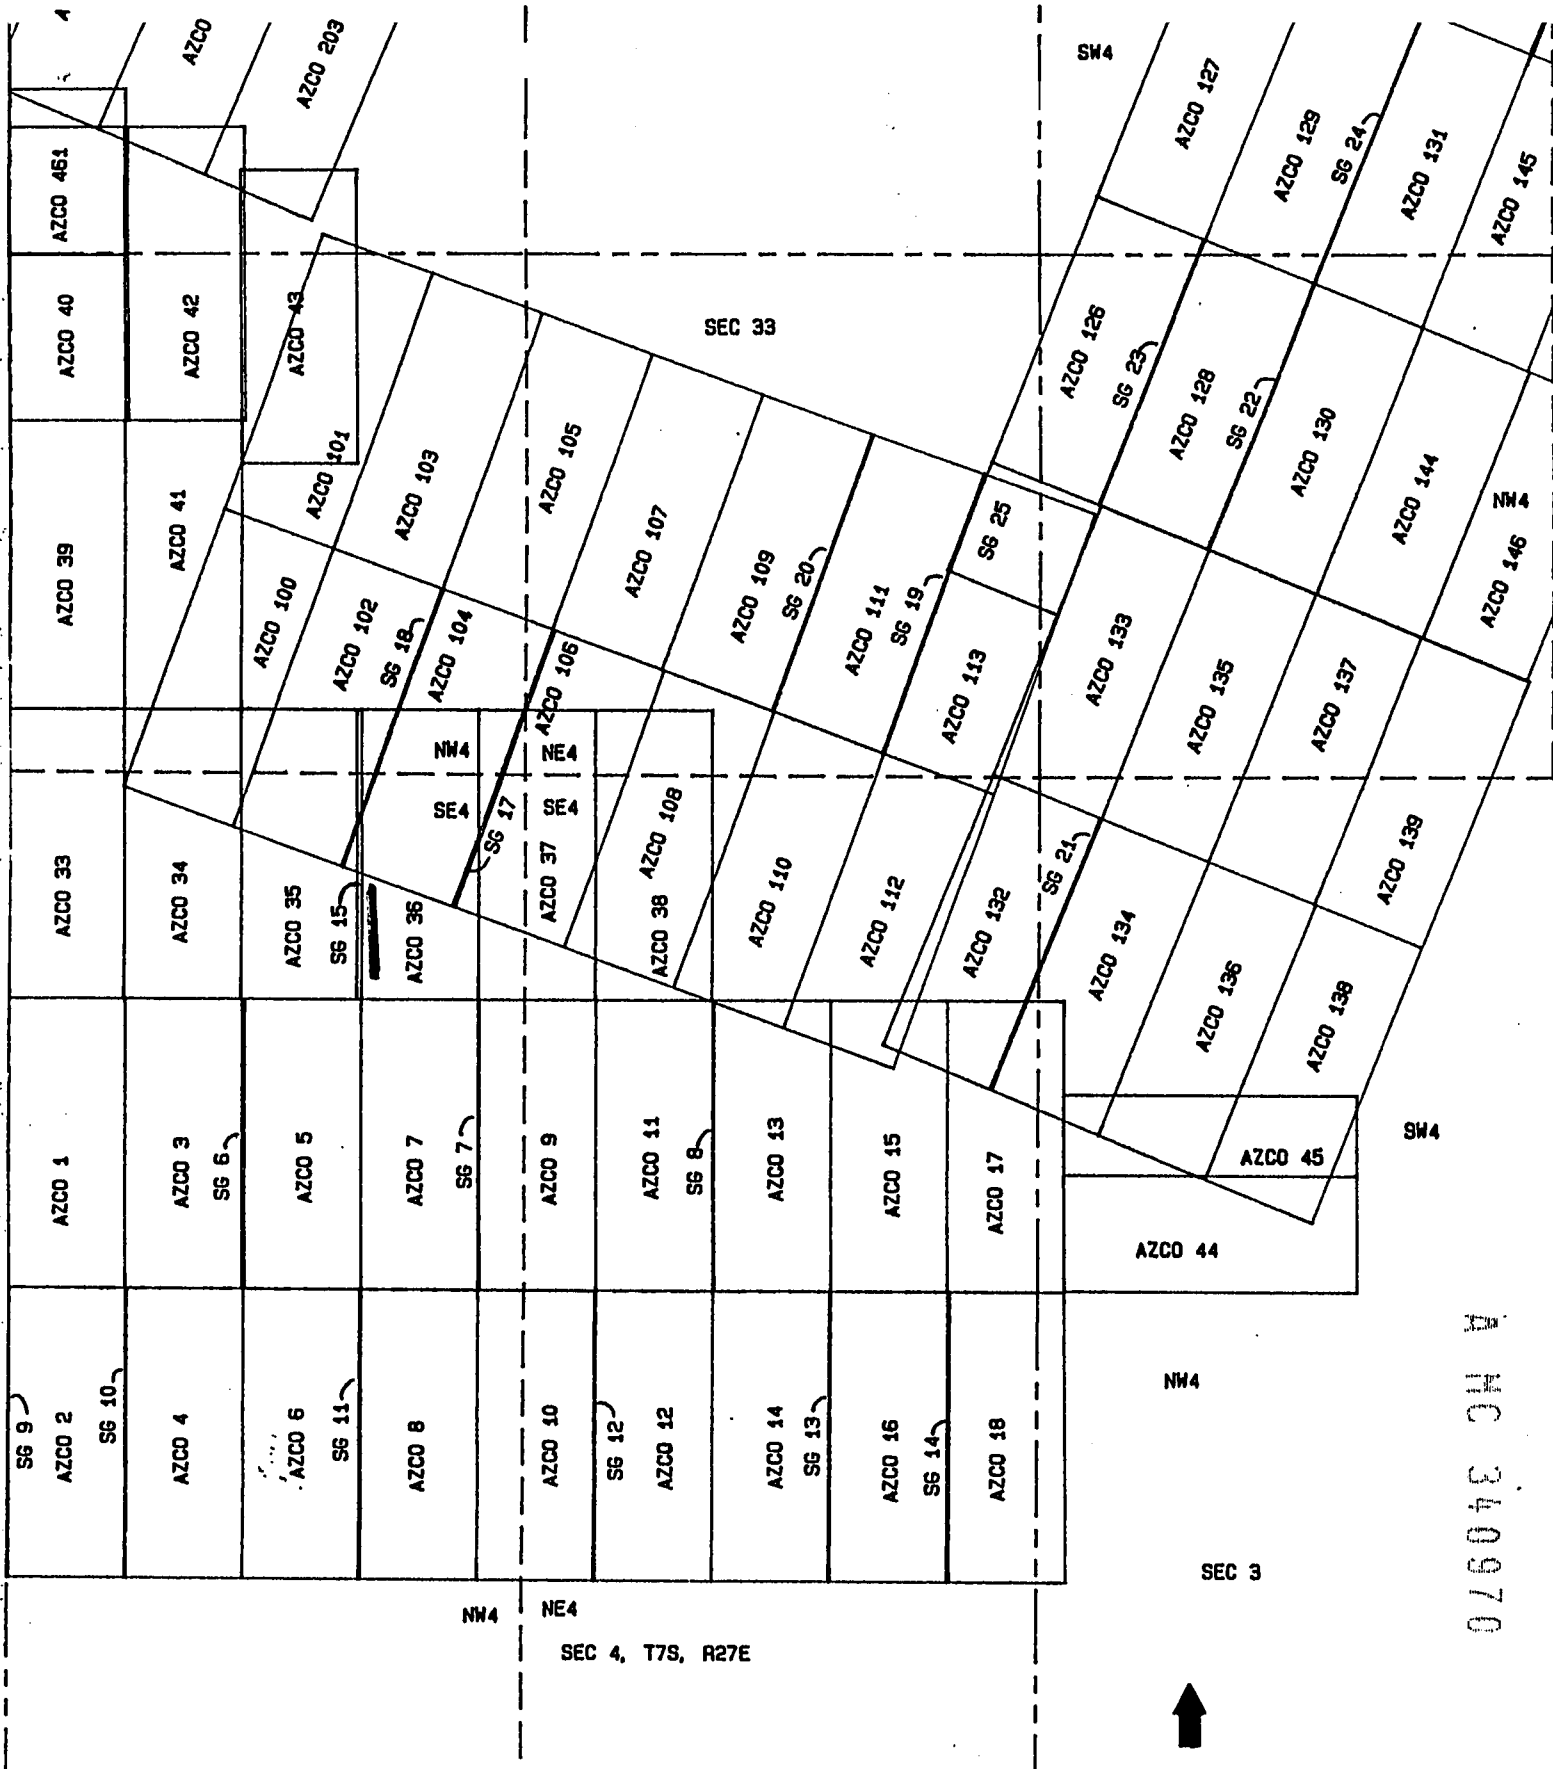 A
AZCO
AZCO 203
SW4
AZCO 127
AZCO 129
SG 24
AZCO 131
AZCO 145
AZCO 461
AZCO 40
AZCO 42
AZCO 43
SEC 33
AZCO 126
SG 23
AZCO 128
SG 22
AZCO 130
AZCO 144
NW4
AZCO 146
AZCO 39
AZCO 41
AZCO 101
AZCO 103
AZCO 105
AZCO 107
AZCO 109
SG 20
AZCO 111
SG 19
SG 25
AZCO 113
AZCO 133
AZCO 135
AZCO 137
AZCO 139
AZCO 100
AZCO 102
SG 18
AZCO 104
AZCO 106
NW4
NE4
SE4
SE4
SG 17
AZCO 33
AZCO 34
AZCO 35
SG 15
AZCO 36
AZCO 37
AZCO 38
AZCO 108
AZCO 110
AZCO 112
AZCO 132
SG 21
AZCO 134
AZCO 136
AZCO 138
AZCO 1
AZCO 3
SG 6
AZCO 5
AZCO 7
SG 7
AZCO 9
AZCO 11
SG 8
AZCO 13
AZCO 15
AZCO 17
AZCO 45
SW4
AZCO 44
SG 9
AZCO 2
SG 10
AZCO 4
AZCO 6
SG 11
AZCO 8
AZCO 10
SG 12
AZCO 12
AZCO 14
SG 13
AZCO 16
SG 14
AZCO 18
NW4
SEC 3
NW4
NE4
SEC 4, T7S, R27E
A MC 340970